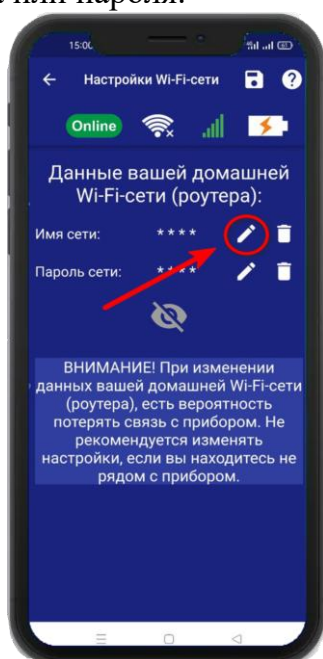 или пароля.
15:00
Настройки Wi-Fi-сети
Online
Данные вашей домашней
Wi-Fi-сети (роутера):
Имя сети: ****
Пароль сети: ****
ВНИМАНИЕ! При изменении
данных вашей домашней Wi-Fi-сети
(роутера), есть вероятность
потерять связь с прибором. Не
рекомендуется изменять
настройки, если вы находитесь не
рядом с прибором.